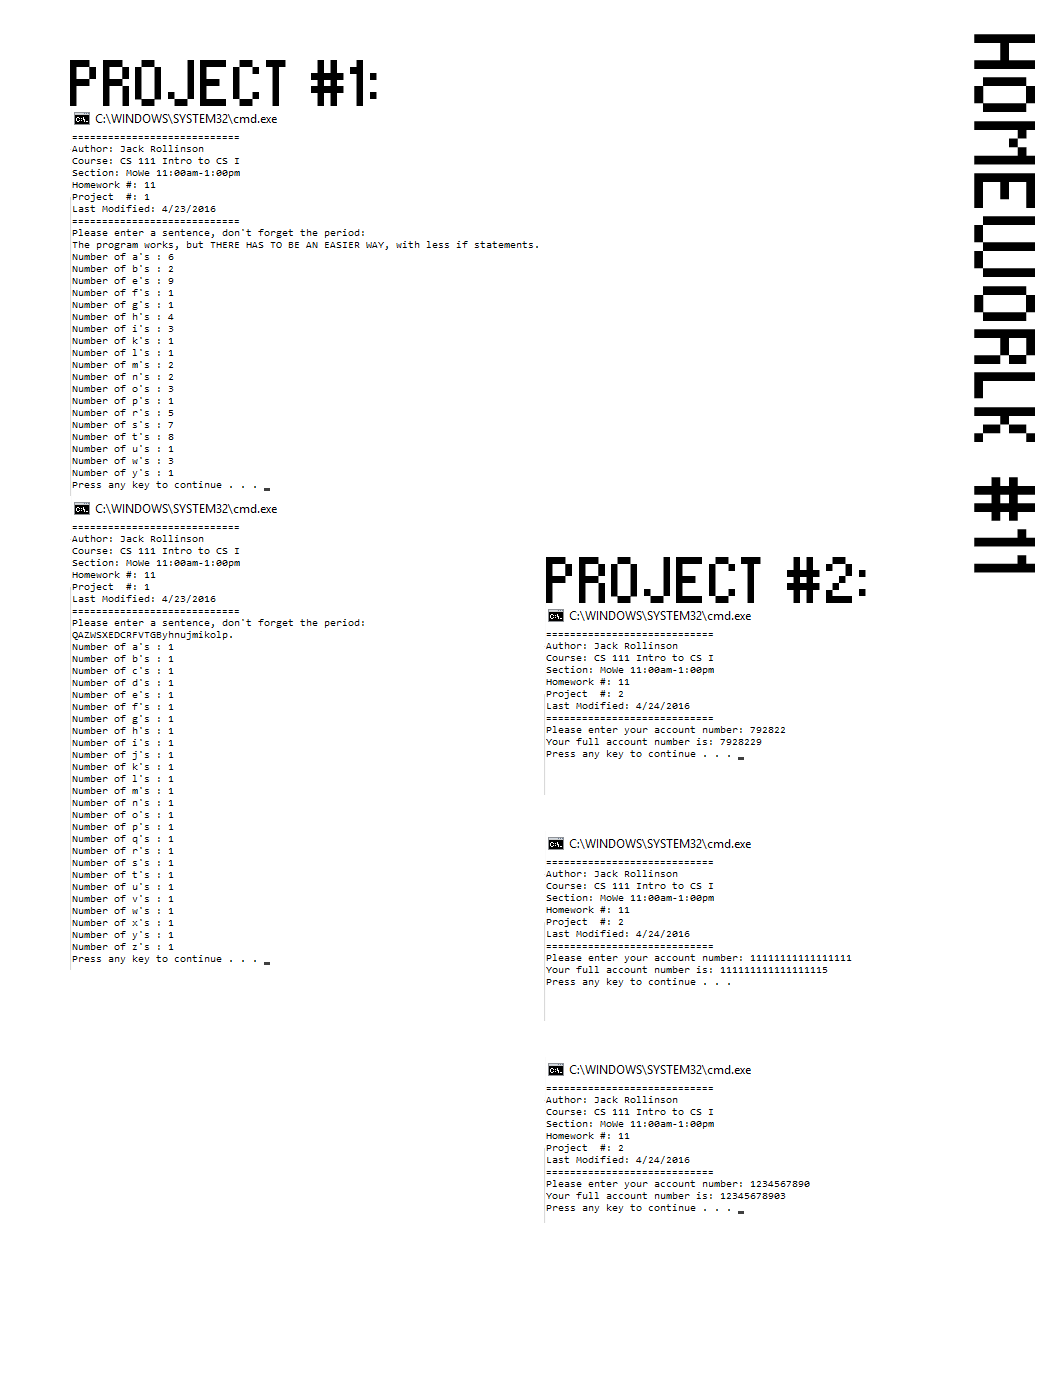 PROJECT #1:
C:\WINDOWS\SYSTEM32\cmd.exe
============================
Author: Jack Rollinson
Course: CS 111 Intro to CS I
Section: MoWe 11:00am-1:00pm
Homework #: 11
Project  #: 1
Last Modified: 4/23/2016
============================
Please enter a sentence, don't forget the period:
The program works, but THERE HAS TO BE AN EASIER WAY, with less if statements.
Number of a's : 6
Number of b's : 2
Number of e's : 9
Number of f's : 1
Number of g's : 1
Number of h's : 4
Number of i's : 3
Number of k's : 1
Number of l's : 1
Number of m's : 2
Number of n's : 2
Number of o's : 3
Number of p's : 1
Number of r's : 5
Number of s's : 7
Number of t's : 8
Number of u's : 1
Number of w's : 3
Number of y's : 1
Press any key to continue . . .
C:\WINDOWS\SYSTEM32\cmd.exe
============================
Author: Jack Rollinson
Course: CS 111 Intro to CS I
Section: MoWe 11:00am-1:00pm
Homework #: 11
Project  #: 1
Last Modified: 4/23/2016
============================
Please enter a sentence, don't forget the period:
QAZWSXEDCRFVTGByhnujmikolp.
Number of a's : 1
Number of b's : 1
Number of c's : 1
Number of d's : 1
Number of e's : 1
Number of f's : 1
Number of g's : 1
Number of h's : 1
Number of i's : 1
Number of j's : 1
Number of k's : 1
Number of l's : 1
Number of m's : 1
Number of n's : 1
Number of o's : 1
Number of p's : 1
Number of q's : 1
Number of r's : 1
Number of s's : 1
Number of t's : 1
Number of u's : 1
Number of v's : 1
Number of w's : 1
Number of x's : 1
Number of y's : 1
Number of z's : 1
Press any key to continue . . .
PROJECT #2:
C:\WINDOWS\SYSTEM32\cmd.exe
============================
Author: Jack Rollinson
Course: CS 111 Intro to CS I
Section: MoWe 11:00am-1:00pm
Homework #: 11
Project  #: 2
Last Modified: 4/24/2016
============================
Please enter your account number: 792822
Your full account number is: 7928229
Press any key to continue . . .
C:\WINDOWS\SYSTEM32\cmd.exe
============================
Author: Jack Rollinson
Course: CS 111 Intro to CS I
Section: MoWe 11:00am-1:00pm
Homework #: 11
Project  #: 2
Last Modified: 4/24/2016
============================
Please enter your account number: 11111111111111111
Your full account number is: 111111111111111115
Press any key to continue . . .
C:\WINDOWS\SYSTEM32\cmd.exe
============================
Author: Jack Rollinson
Course: CS 111 Intro to CS I
Section: MoWe 11:00am-1:00pm
Homework #: 11
Project  #: 2
Last Modified: 4/24/2016
============================
Please enter your account number: 1234567890
Your full account number is: 12345678903
Press any key to continue . . .
HOMEWORLK #11